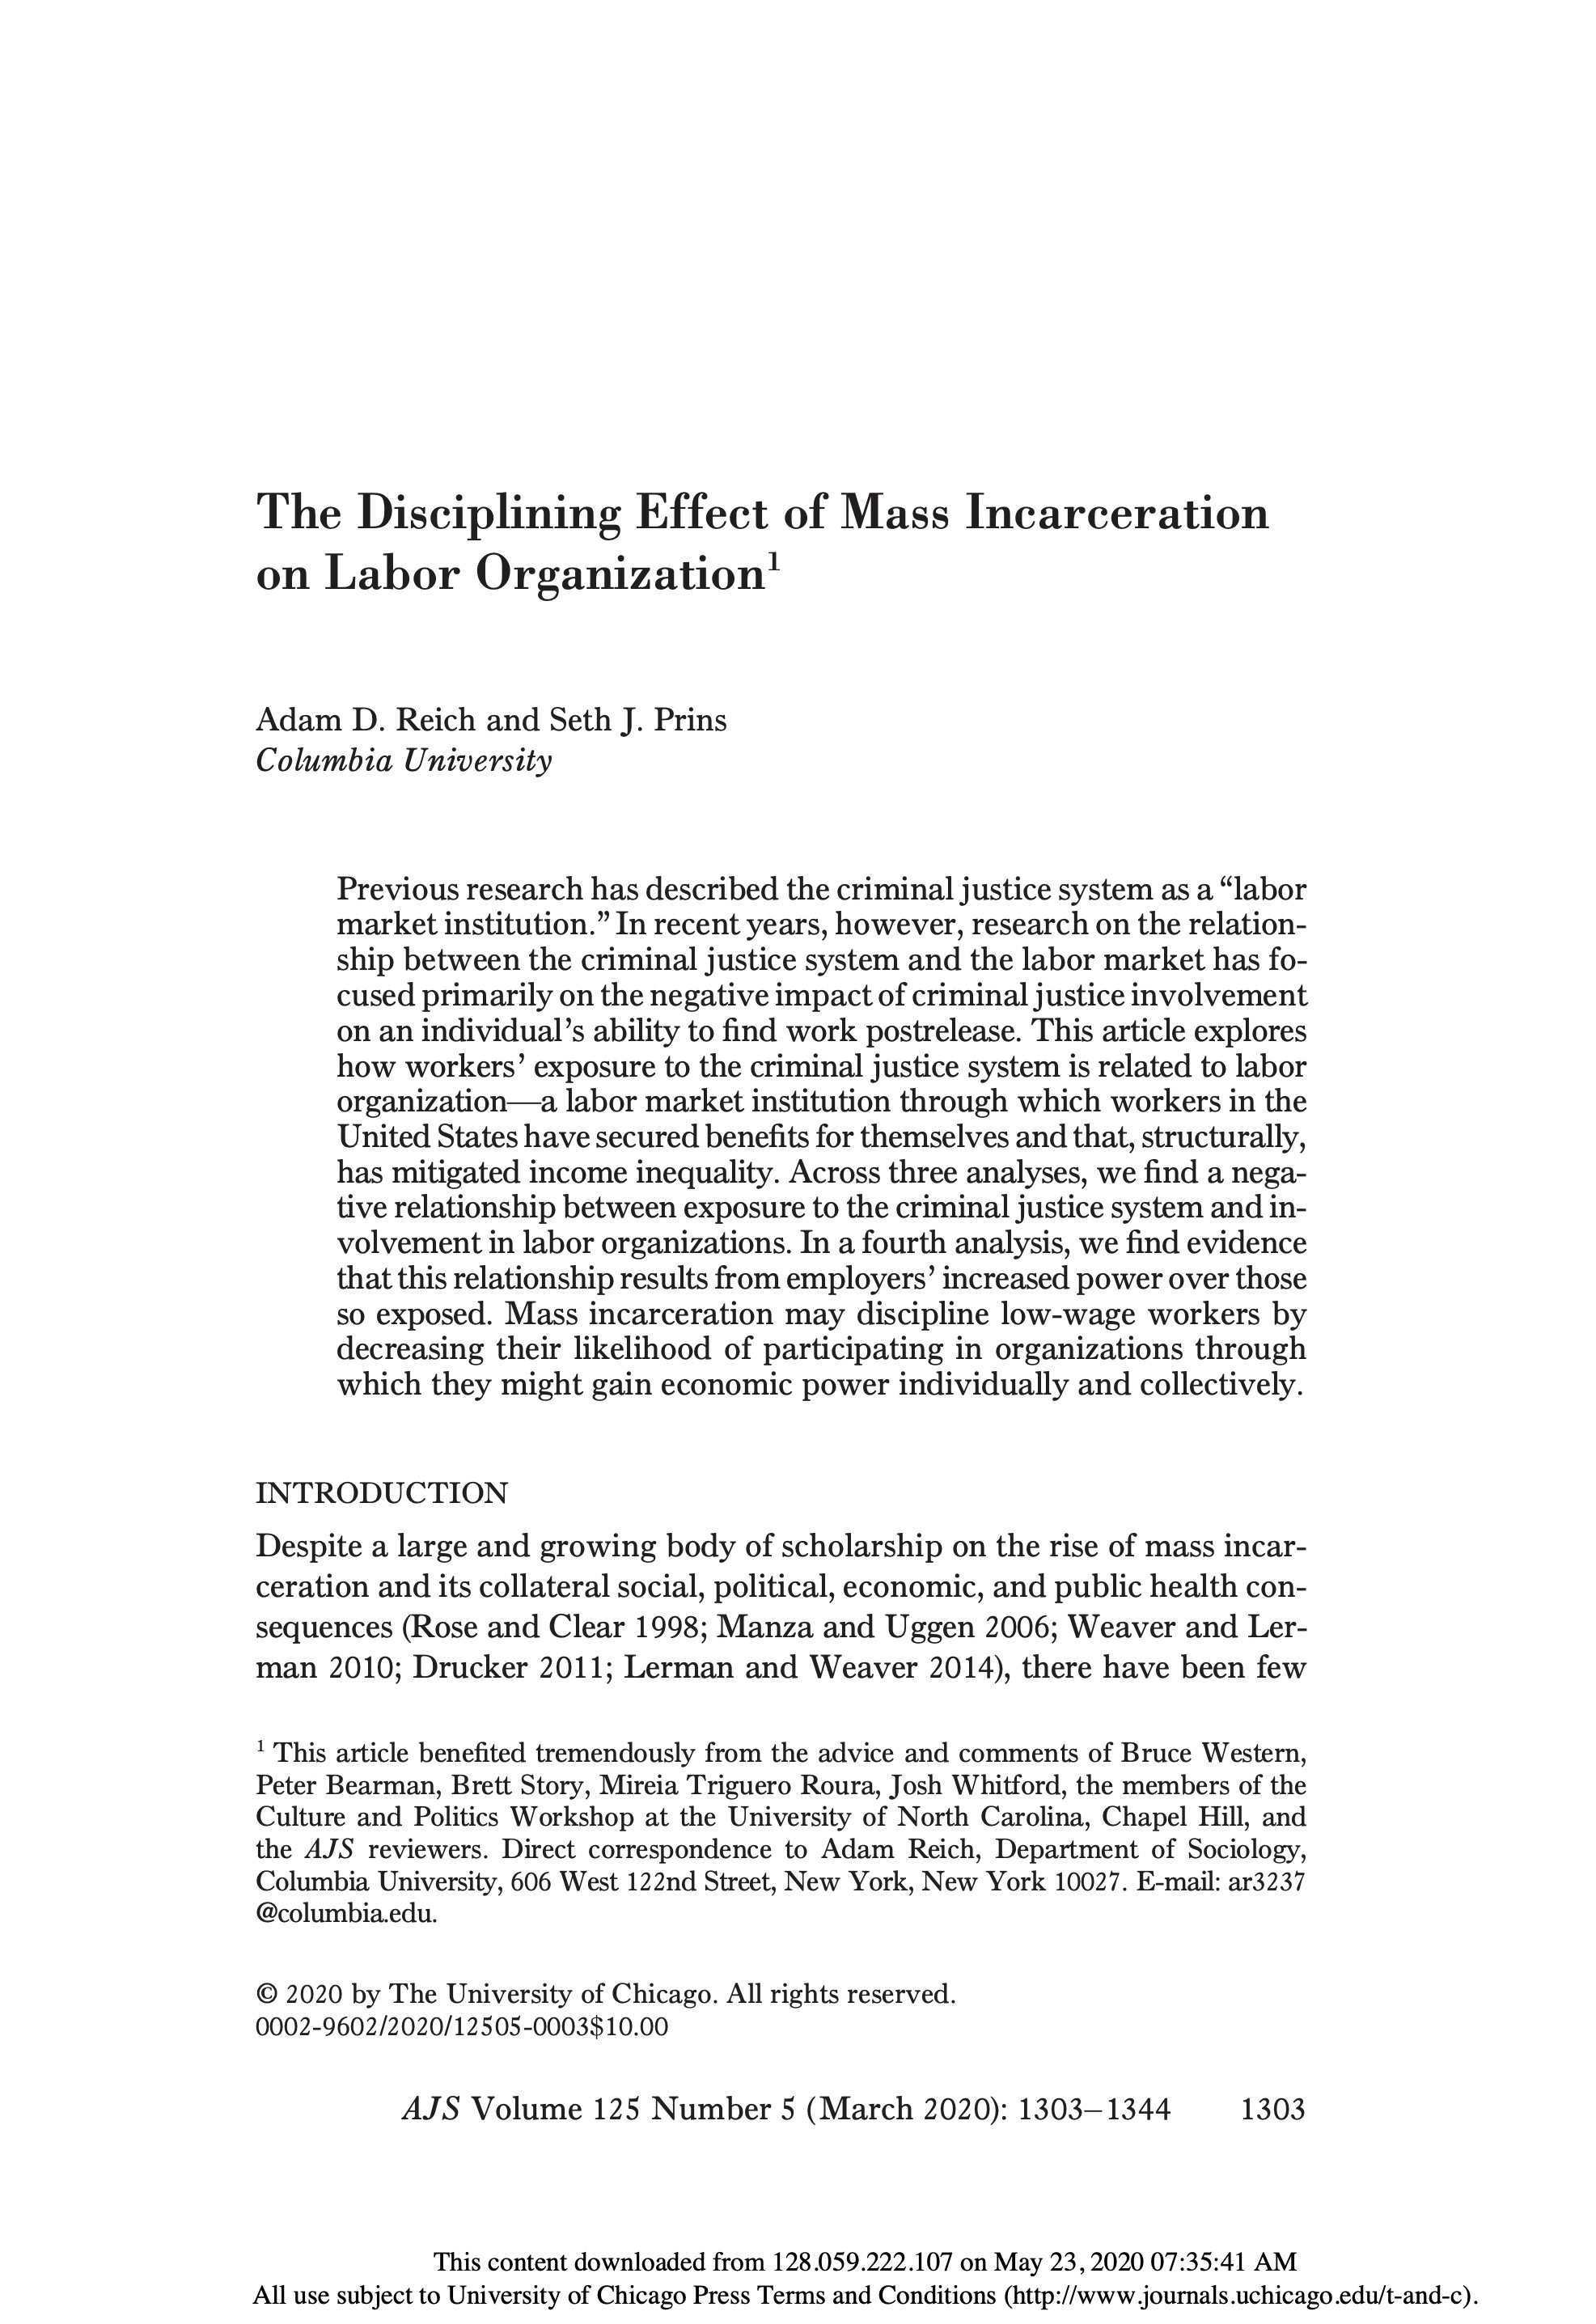 The Disciplining Effect of Mass Incarceration
on Labor Organization¹
Adam D. Reich and Seth J. Prins
Columbia University
Previous research has described the criminal justice system as a “labor
market institution.” In recent years, however, research on the relation-
ship between the criminal justice system and the labor market has fo-
cused primarily on the negative impact of criminal justice involvement
on an individual’s ability to find work postrelease. This article explores
how workers’ exposure to the criminal justice system is related to labor
organization—a labor market institution through which workers in the
United States have secured benefits for themselves and that, structurally,
has mitigated income inequality. Across three analyses, we find a nega-
tive relationship between exposure to the criminal justice system and in-
volvement in labor organizations. In a fourth analysis, we find evidence
that this relationship results from employers’ increased power over those
so exposed. Mass incarceration may discipline low-wage workers by
decreasing their likelihood of participating in organizations through
which they might gain economic power individually and collectively.
INTRODUCTION
Despite a large and growing body of scholarship on the rise of mass incar-
ceration and its collateral social, political, economic, and public health con-
sequences (Rose and Clear 1998; Manza and Uggen 2006; Weaver and Ler-
man 2010; Drucker 2011; Lerman and Weaver 2014), there have been few
¹ This article benefited tremendously from the advice and comments of Bruce Western,
Peter Bearman, Brett Story, Mireia Triguero Roura, Josh Whitford, the members of the
Culture and Politics Workshop at the University of North Carolina, Chapel Hill, and
the AJS reviewers. Direct correspondence to Adam Reich, Department of Sociology,
Columbia University, 606 West 122nd Street, New York, New York 10027. E-mail: ar3237
@columbia.edu.
© 2020 by The University of Chicago. All rights reserved.
0002-9602/2020/12505-0003$10.00
AJS Volume 125 Number 5 (March 2020): 1303–1344 1303
This content downloaded from 128.059.222.107 on May 23, 2020 07:35:41 AM
All use subject to University of Chicago Press Terms and Conditions (http://www.journals.uchicago.edu/t-and-c).